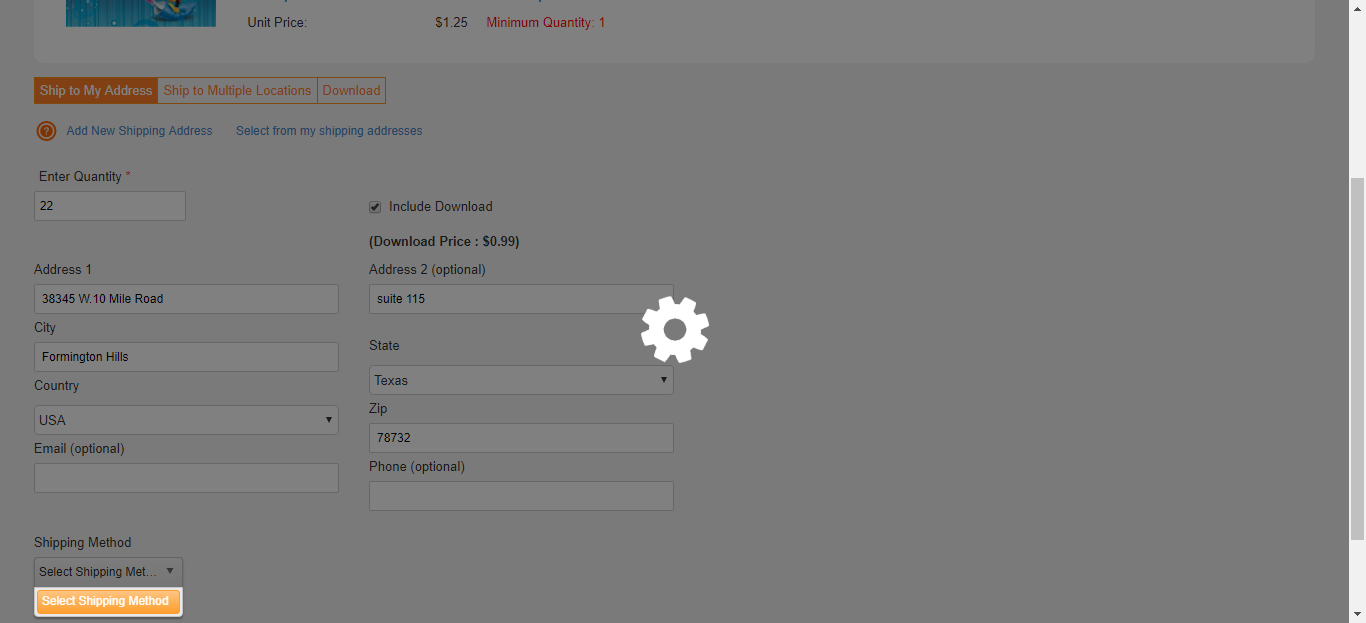 Unit Price: $1.25 Minimum Quantity: 1
Ship to My Address Ship to Multiple Locations Download
? Add New Shipping Address Select from my shipping addresses
Enter Quantity *
22
Include Download
(Download Price : $0.99)
Address 1
38345 W.10 Mile Road
Address 2 (optional)
suite 115
City
Formington Hills
State
Texas
Country
USA
Zip
78732
Email (optional)
Phone (optional)
Shipping Method
Select Shipping Met...
Select Shipping Method